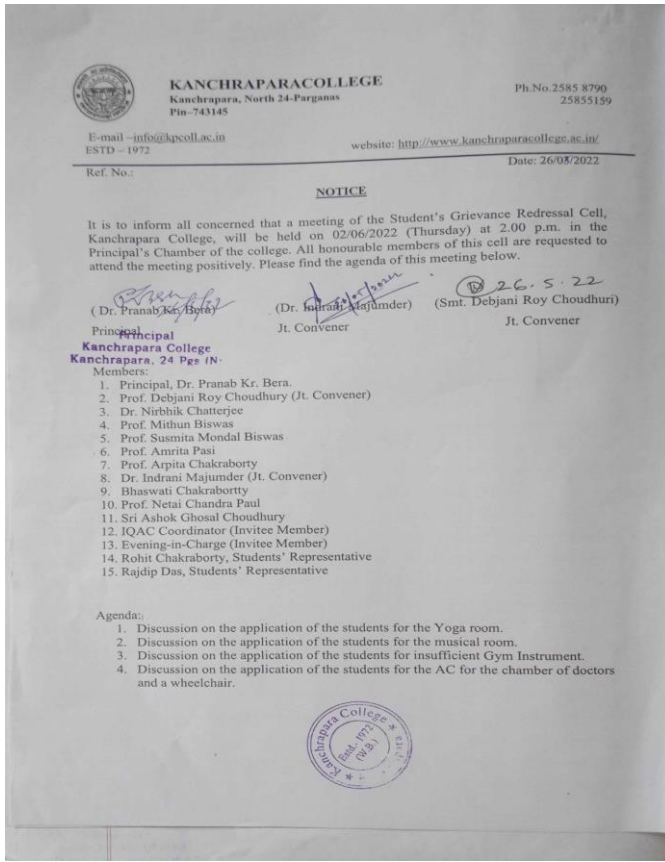 KANCHRAPARACOLLEGE
Kanchrapara, North 24-Parganas
Pin–743145
Ph.No.2585 8790
25855159
E-mail –info@kpcoll.ac.in
ESTD – 1972
website: http://www.kanchraparacollege.ac.in/
Date: 26/05/2022
Ref. No.:
NOTICE
It is to inform all concerned that a meeting of the Student's Grievance Redressal Cell,
Kanchrapara College, will be held on 02/06/2022 (Thursday) at 2.00 p.m. in the
Principal's Chamber of the college. All honourable members of this cell are requested to
attend the meeting positively. Please find the agenda of this meeting below.
26.5.22
( Dr. Pranab Kr. Bera) (Dr. Indrani Majumder) (Smt. Debjani Roy Choudhuri)
Principal Jt. Convener Jt. Convener
Principal
Kanchrapara College
Kanchrapara, 24 Pgs (N)
Members:
1. Principal, Dr. Pranab Kr. Bera.
2. Prof. Debjani Roy Choudhury (Jt. Convener)
3. Dr. Nirbhik Chatterjee
4. Prof. Mithun Biswas
5. Prof. Susmita Mondal Biswas
6. Prof. Amrita Pasi
7. Prof. Arpita Chakraborty
8. Dr. Indrani Majumder (Jt. Convener)
9. Bhaswati Chakrabortty
10. Prof. Netai Chandra Paul
11. Sri Ashok Ghosal Choudhury
12. IQAC Coordinator (Invitee Member)
13. Evening-in-Charge (Invitee Member)
14. Rohit Chakraborty, Students' Representative
15. Rajdip Das, Students' Representative
Agenda:
1. Discussion on the application of the students for the Yoga room.
2. Discussion on the application of the students for the musical room.
3. Discussion on the application of the students for insufficient Gym Instrument.
4. Discussion on the application of the students for the AC for the chamber of doctors
and a wheelchair.
Kanchrapara College
Estd.-1972
(W.B.)